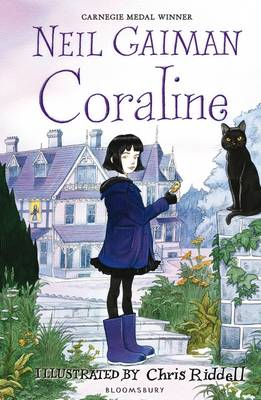 CARNEGIE MEDAL WINNER
NEIL GAIMAN
Coraline
ILLUSTRATED BY Chris Riddell
BLOOMSBURY